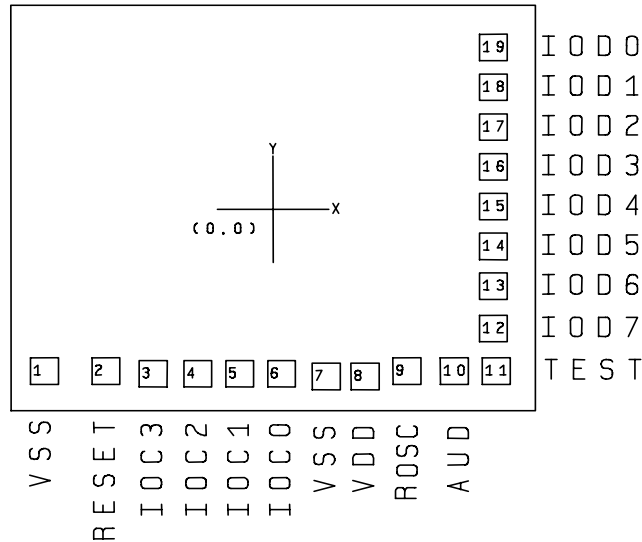 19 IOD0
18 IOD1
17 IOD2
Y
16 IOD3
X
15 IOD4
(0.0)
14 IOD5
13 IOD6
12 IOD7
1 2 3 4 5 6 7 8 9 10 11 TEST
VSS
RESET
IOC3
IOC2
IOC1
IOC0
VSS
VDD
ROSC
AUD